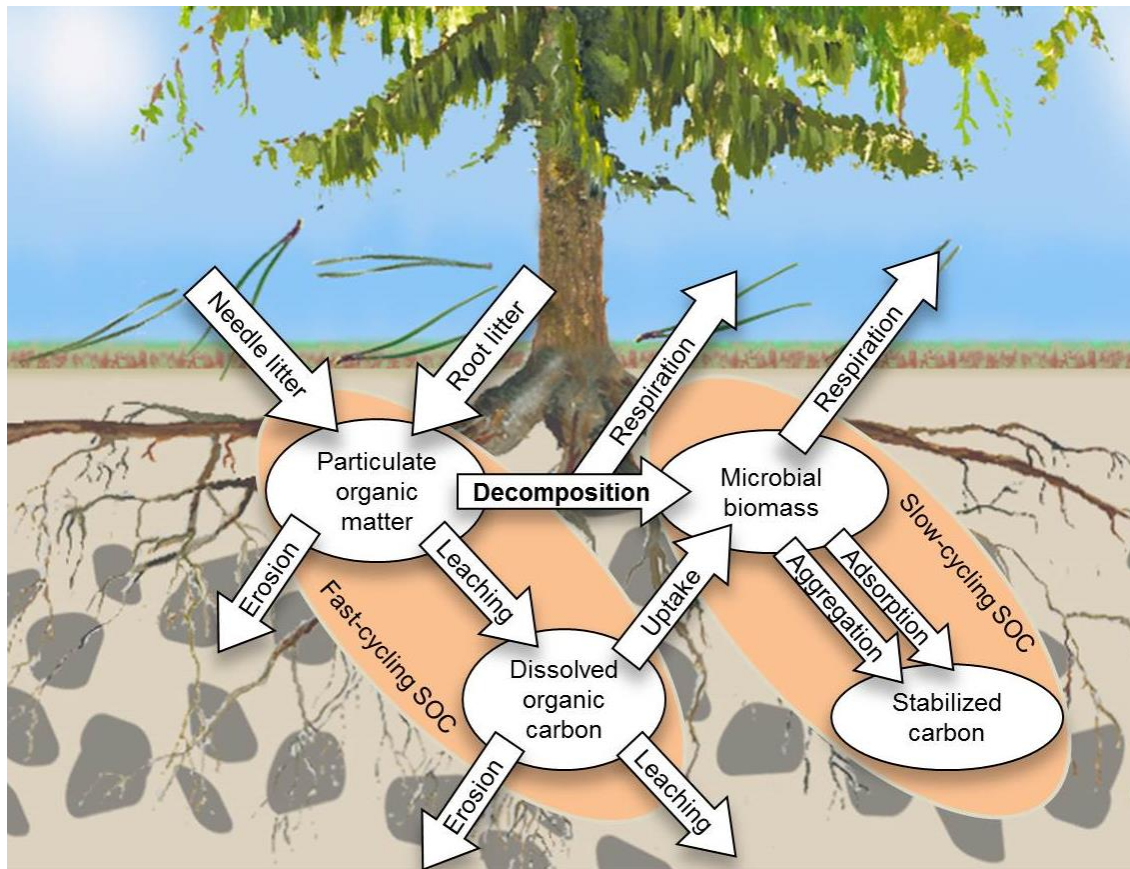 Needle litter
Root litter
Respiration
Respiration
Particulate
organic
matter
Decomposition
Microbial
biomass
Erosion
Leaching
Uptake
Aggregation
Adsorption
Slow-cycling SOC
Fast-cycling SOC
Dissolved
organic
carbon
Stabilized
carbon
Erosion
Leaching